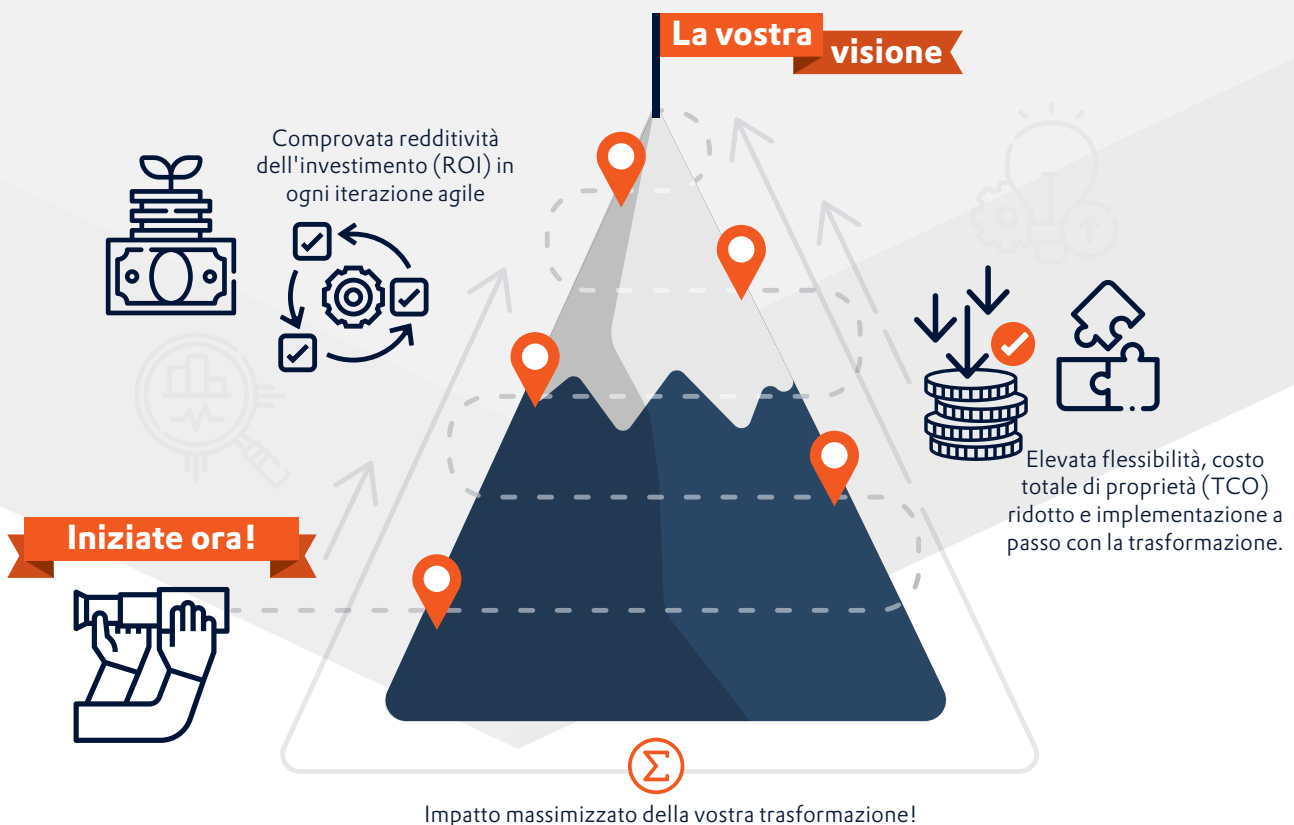 La vostra
visione
Comprovata redditività
dell'investimento (ROI) in
ogni iterazione agile
Elevata flessibilità, costo
totale di proprietà (TCO)
ridotto e implementazione a
passo con la trasformazione.
Iniziate ora!
Σ
Impatto massimizzato della vostra trasformazione!